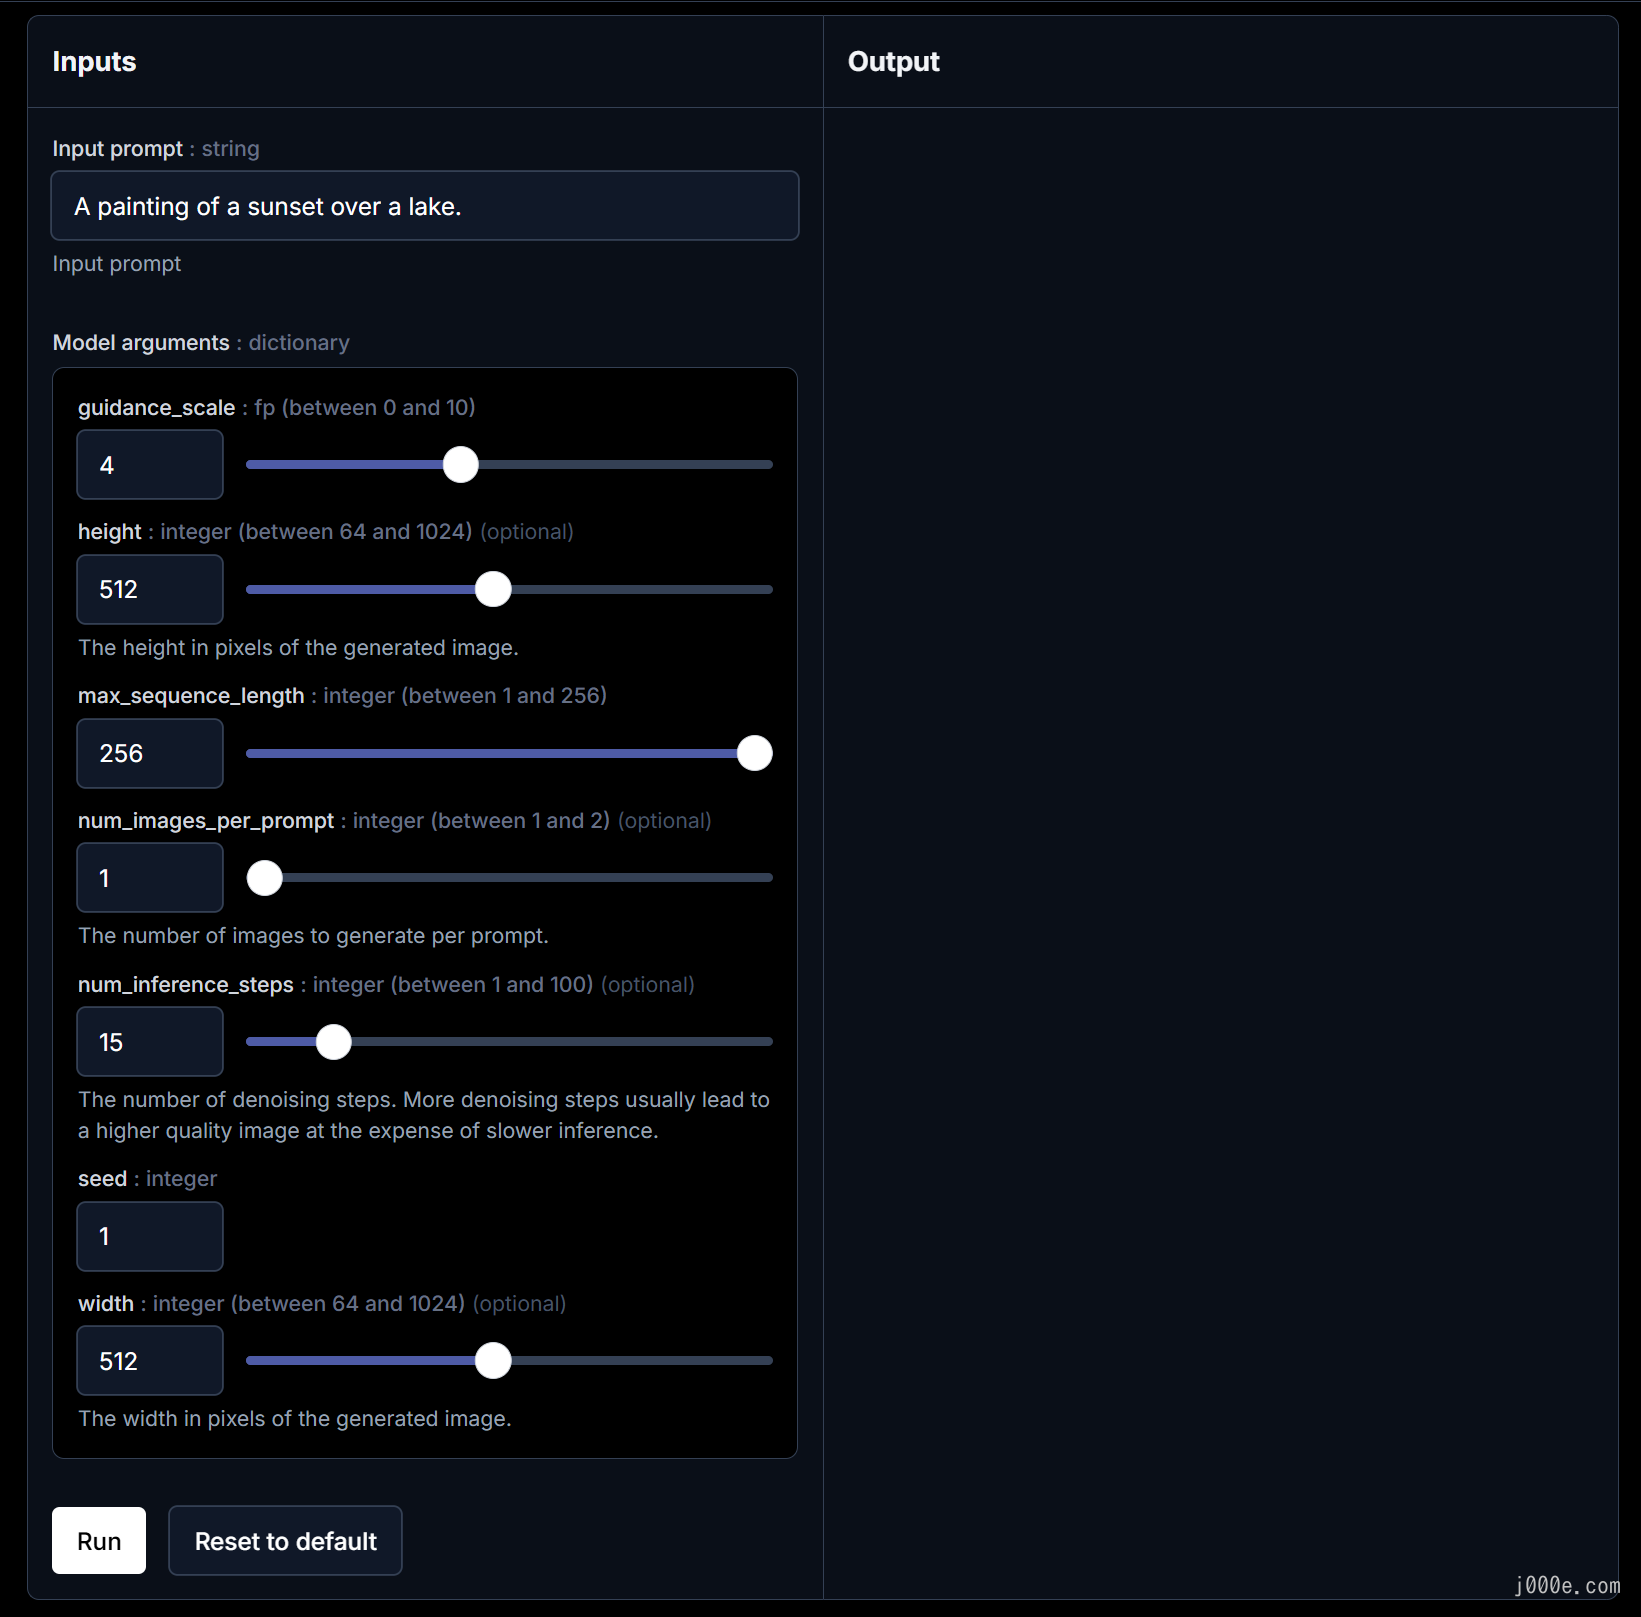 Inputs
Output
Input prompt : string
A painting of a sunset over a lake.
Input prompt
Model arguments : dictionary
guidance_scale : fp (between 0 and 10)
4
height : integer (between 64 and 1024) (optional)
512
The height in pixels of the generated image.
max_sequence_length : integer (between 1 and 256)
256
num_images_per_prompt : integer (between 1 and 2) (optional)
1
The number of images to generate per prompt.
num_inference_steps : integer (between 1 and 100) (optional)
15
The number of denoising steps. More denoising steps usually lead to
a higher quality image at the expense of slower inference.
seed : integer
1
width : integer (between 64 and 1024) (optional)
512
The width in pixels of the generated image.
Run
Reset to default
j000e.com